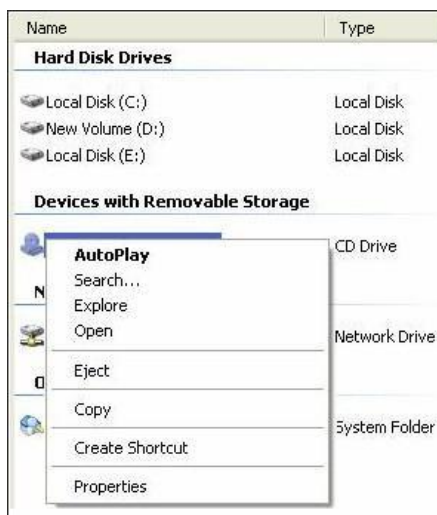 Name Type
Hard Disk Drives
Local Disk (C:) Local Disk
New Volume (D:) Local Disk
Local Disk (E:) Local Disk
Devices with Removable Storage
CD Drive
AutoPlay
Search...
N
Explore
Open
Network Drive
Eject
Copy
System Folder
Create Shortcut
Properties